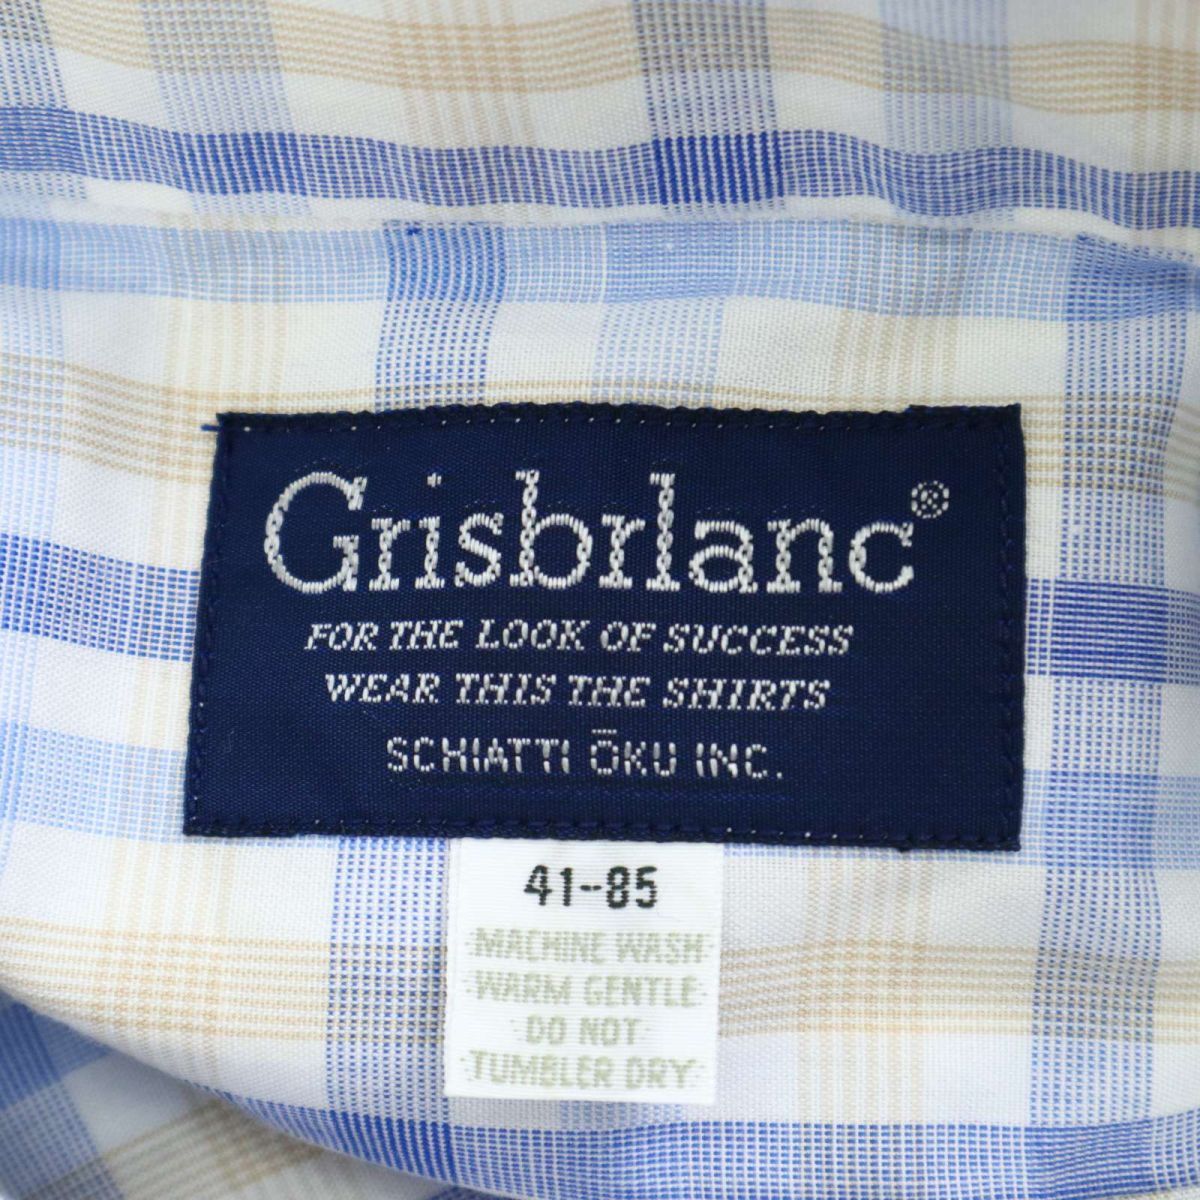 Grisbrlanc®
FOR THE LOOK OF SUCCESS
WEAR THIS THE SHIRTS
SCHIATTI ŌKU INC.
41--85
MACHINE WASH
WARM GENTLE
DO NOT
TUMBLER DRY